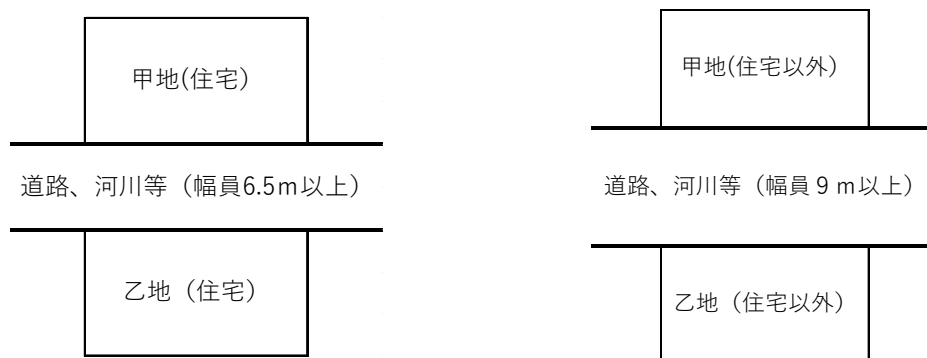 甲地(住宅)
道路、河川等（幅員6.5ｍ以上）
乙地（住宅）
甲地(住宅以外)
道路、河川等（幅員９ｍ以上）
乙地（住宅以外）